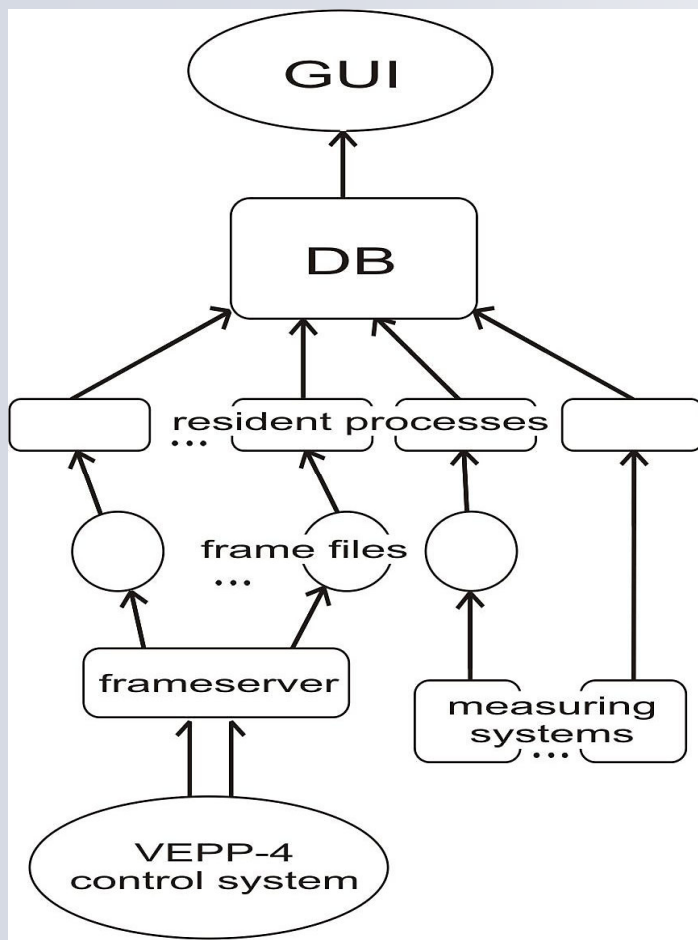 GUI
DB
resident processes
...
frame files
...
frameserver
measuring
systems
...
VEPP-4
control system